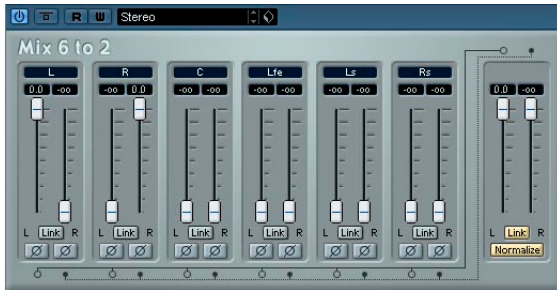 R W Stereo
Mix 6 to 2
L R C Lfe Ls Rs
0.0 -oo -oo 0.0 -oo -oo -oo -oo -oo -oo -oo -oo 0.0 -oo
L Link R L Link R L Link R L Link R L Link R L Link R L Link R
Ø Ø Ø Ø Ø Ø Ø Ø Ø Ø Ø Ø Normalize